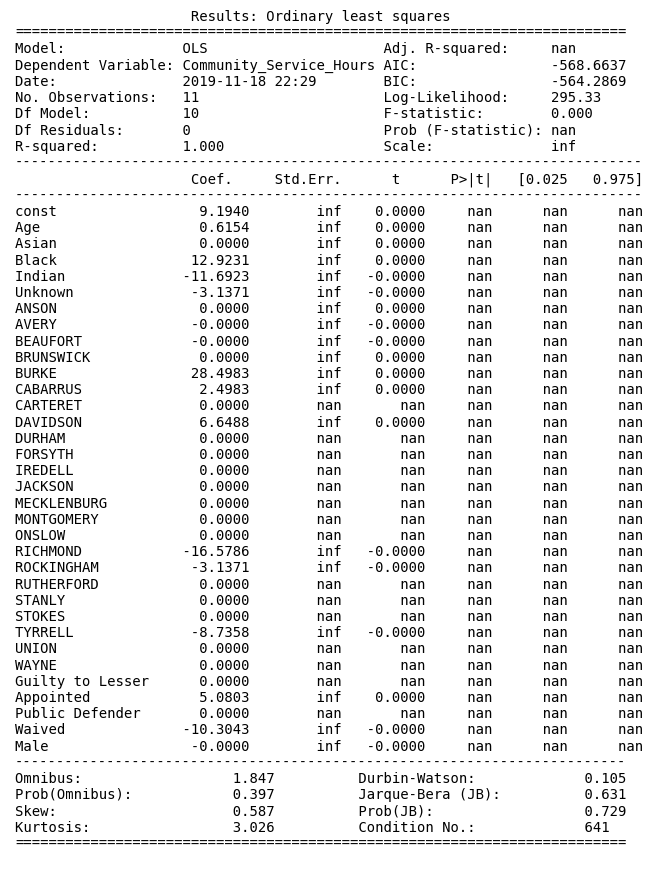 Results: Ordinary least squares
==========================================================================
Model: OLS Adj. R-squared: nan
Dependent Variable: Community_Service_Hours AIC: -568.6637
Date: 2019-11-18 22:29 BIC: -564.2869
No. Observations: 11 Log-Likelihood: 295.33
Df Model: 10 F-statistic: 0.000
Df Residuals: 0 Prob (F-statistic): nan
R-squared: 1.000 Scale: inf
---------------------------------------------------------------------------
Coef. Std.Err. t P>|t| [0.025 0.975]
---------------------------------------------------------------------------
const 9.1940 inf 0.0000 nan nan nan
Age 0.6154 inf 0.0000 nan nan nan
Asian 0.0000 inf 0.0000 nan nan nan
Black 12.9231 inf 0.0000 nan nan nan
Indian -11.6923 inf -0.0000 nan nan nan
Unknown -3.1371 inf -0.0000 nan nan nan
ANSON 0.0000 inf 0.0000 nan nan nan
AVERY -0.0000 inf -0.0000 nan nan nan
BEAUFORT -0.0000 inf -0.0000 nan nan nan
BRUNSWICK 0.0000 inf 0.0000 nan nan nan
BURKE 28.4983 inf 0.0000 nan nan nan
CABARRUS 2.4983 inf 0.0000 nan nan nan
CARTERET 0.0000 nan nan nan nan nan
DAVIDSON 6.6488 inf 0.0000 nan nan nan
DURHAM 0.0000 nan nan nan nan nan
FORSYTH 0.0000 nan nan nan nan nan
IREDELL 0.0000 nan nan nan nan nan
JACKSON 0.0000 nan nan nan nan nan
MECKLENBURG 0.0000 nan nan nan nan nan
MONTGOMERY 0.0000 nan nan nan nan nan
ONSLOW 0.0000 nan nan nan nan nan
RICHMOND -16.5786 inf -0.0000 nan nan nan
ROCKINGHAM -3.1371 inf -0.0000 nan nan nan
RUTHERFORD 0.0000 nan nan nan nan nan
STANLY 0.0000 nan nan nan nan nan
STOKES 0.0000 nan nan nan nan nan
TYRRELL -8.7358 inf -0.0000 nan nan nan
UNION 0.0000 nan nan nan nan nan
WAYNE 0.0000 nan nan nan nan nan
Guilty to Lesser 0.0000 nan nan nan nan nan
Appointed 5.0803 inf 0.0000 nan nan nan
Public Defender 0.0000 nan nan nan nan nan
Waived -10.3043 inf -0.0000 nan nan nan
Male -0.0000 inf -0.0000 nan nan nan
--------------------------------------------------------------------------
Omnibus: 1.847 Durbin-Watson: 0.105
Prob(Omnibus): 0.397 Jarque-Bera (JB): 0.631
Skew: 0.587 Prob(JB): 0.729
Kurtosis: 3.026 Condition No.: 641
==========================================================================